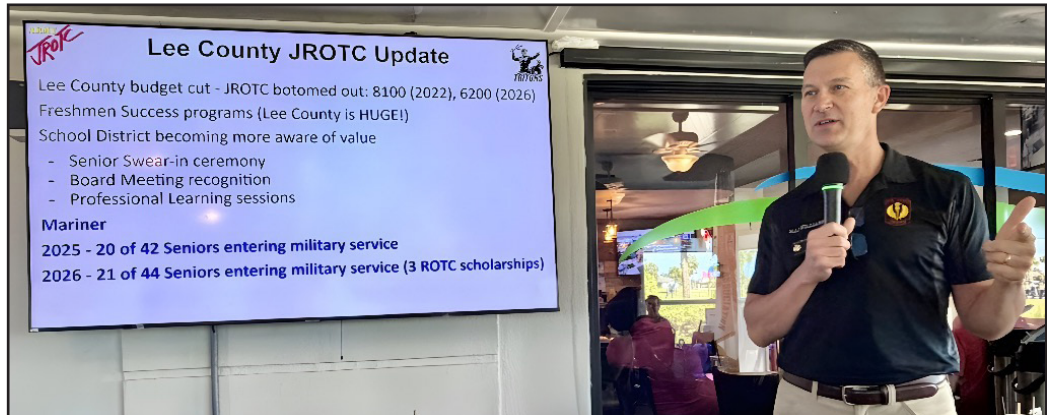 JROTC
Lee County JROTC Update
TRITONS
Lee County budget cut - JROTC botomed out: 8100 (2022), 6200 (2026)
Freshmen Success programs (Lee County is HUGE!)
School District becoming more aware of value
- Senior Swear-in ceremony
- Board Meeting recognition
- Professional Learning sessions
Mariner
2025 - 20 of 42 Seniors entering military service
2026 - 21 of 44 Seniors entering military service (3 ROTC scholarships)